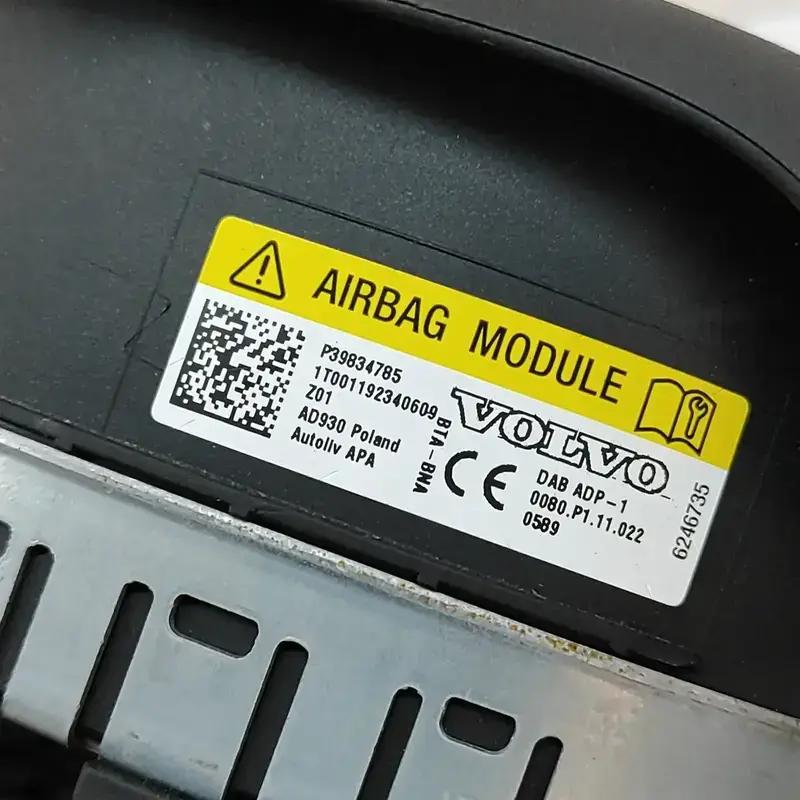 AIRBAG MODULE
P39834785
1T001192340609
Z01
AD930 Poland
Autoliv APA
BTA-BNA
VOLVO
CE
DAB ADP-1
0080.P1.11.022
0589
6246735